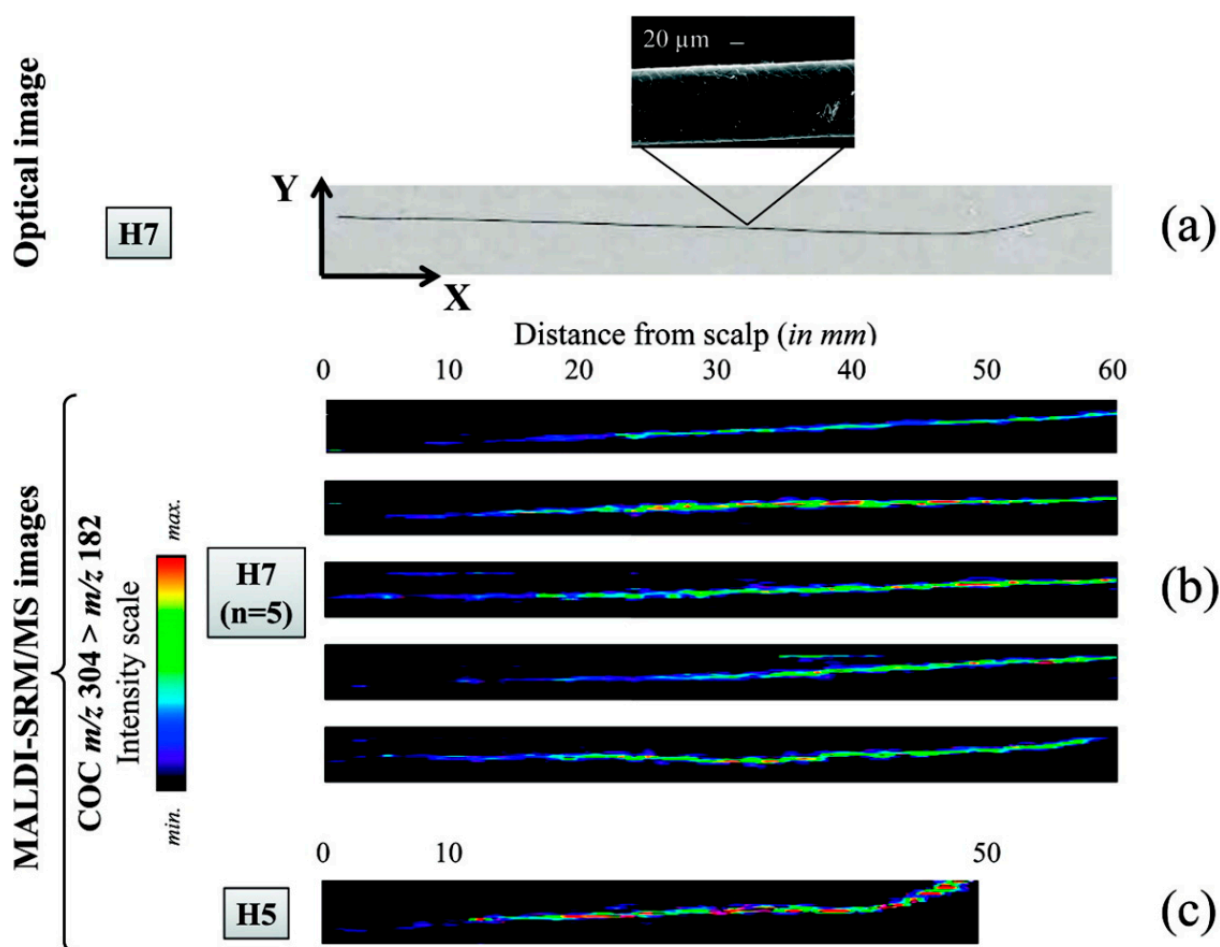 20 µm
Optical image
H7
Y
X
(a)
Distance from scalp (in mm)
0 10 20 30 40 50 60
MALDI-SRM/MS images
COC m/z 304 > m/z 182
Intensity scale
max.
min.
H7
(n=5)
(b)
0 10 50
H5
(c)